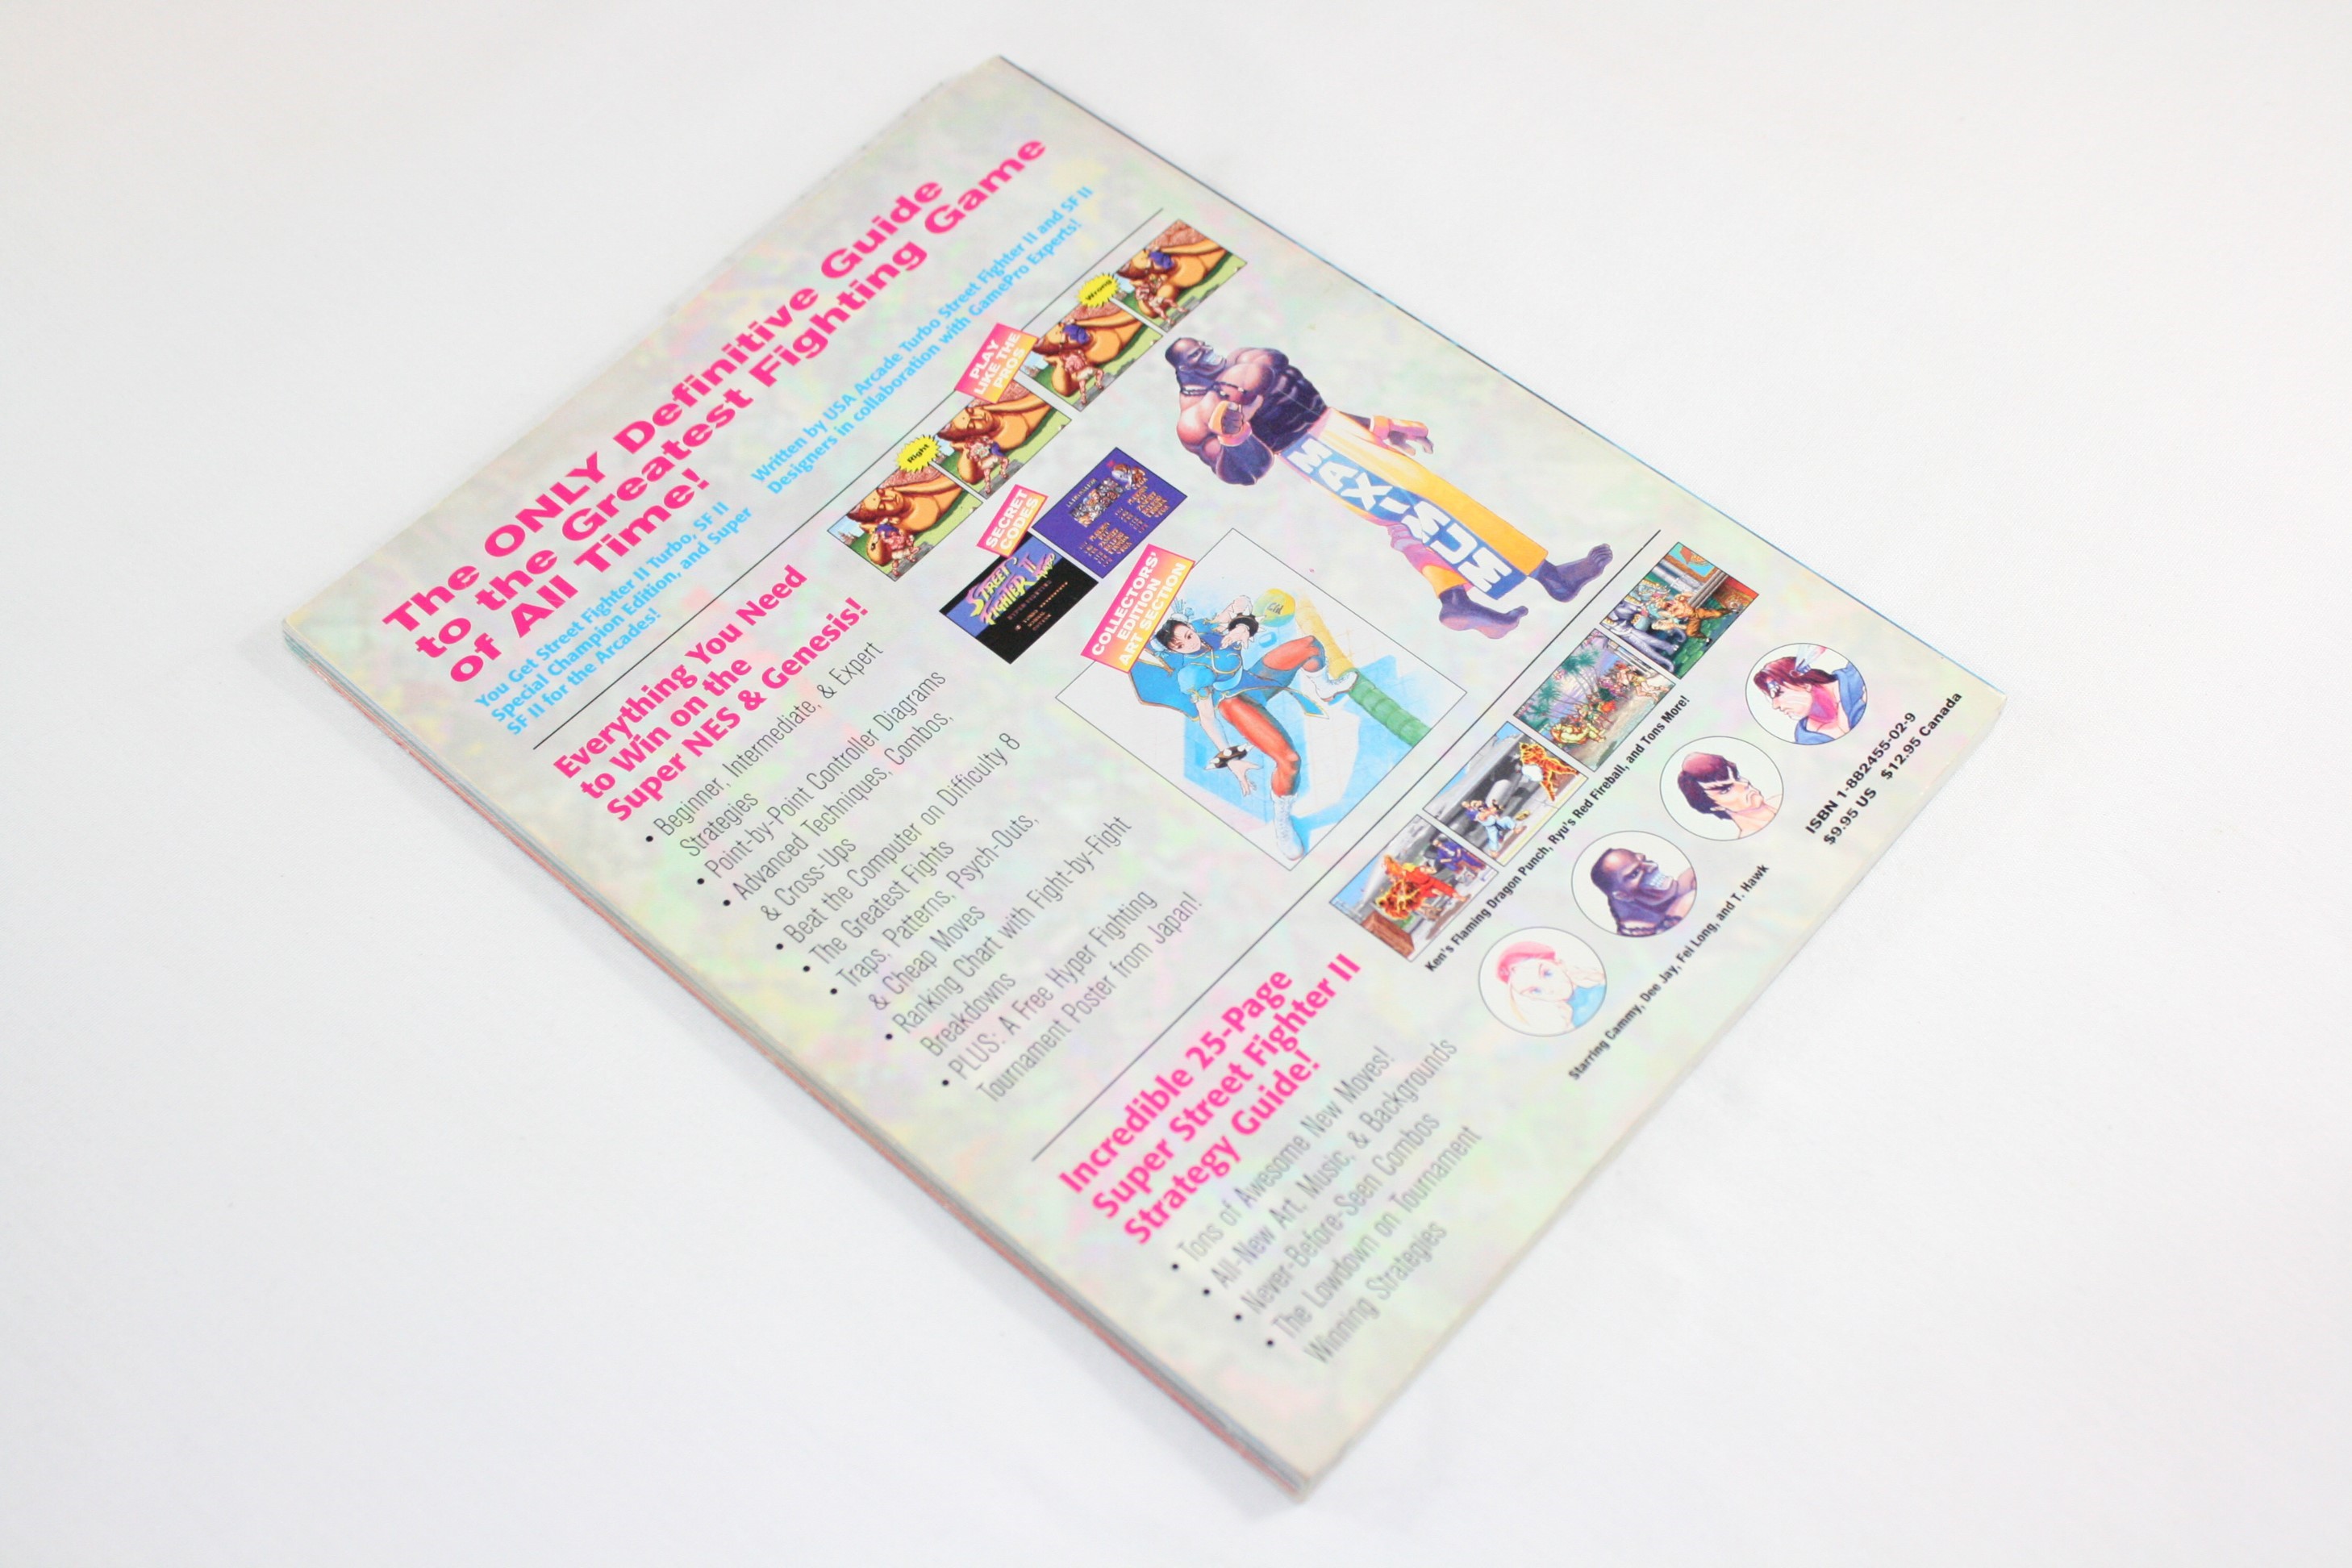 The ONLY Definitive Guide
to the Greatest Fighting Game
of All Time!
You Get Street Fighter II Turbo, SF II
Special Champion Edition, and Super
SF II for the Arcades!
Written by USA Arcade Turbo Street Fighter II and SF II
Designers in collaboration with GamePro Experts!
Everything You Need
to Win on the
Super NES & Genesis!
• Beginner, Intermediate, & Expert
Strategies
• Point-by-Point Controller Diagrams
• Advanced Techniques, Combos,
& Cross-Ups
• Beat the Computer on Difficulty 8
• The Greatest Fights
• Traps, Patterns, Psych-Outs,
& Cheap Moves
• Ranking Chart with Fight-by-Fight
Breakdowns
• PLUS: A Free Hyper Fighting
Tournament Poster from Japan!
Right
PLAY
LIKE THE
PROS
Wrong
SECRET
CODES
STREET
FIGHTER II
COLLECTORS'
EDITION
ART SECTION
MAXIMUM
Incredible 25-Page
Super Street Fighter II
Strategy Guide!
• Tons of Awesome New Moves!
• All-New Art, Music, & Backgrounds
• Never-Before-Seen Combos
• The Lowdown on Tournament
Winning Strategies
Ken's Flaming Dragon Punch, Ryu's Red Fireball, and Tons More!
Starring Cammy, Dee Jay, Fei Long, and T. Hawk
ISBN 1-882455-02-9
$9.95 US $12.95 Canada